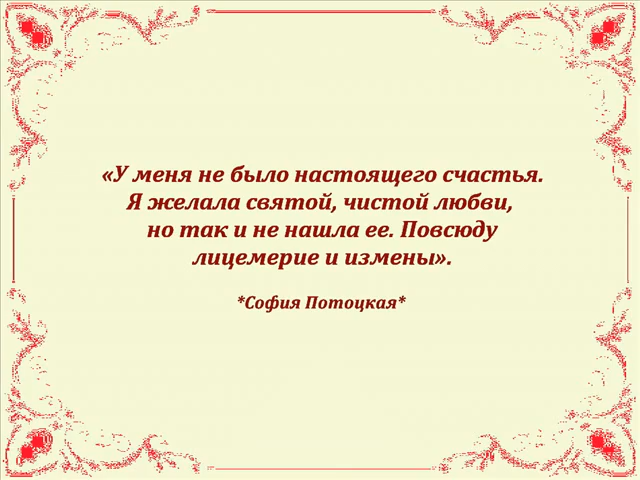 «У меня не было настоящего счастья.
Я желала святой, чистой любви,
но так и не нашла ее. Повсюду
лицемерие и измены».
*София Потоцкая*